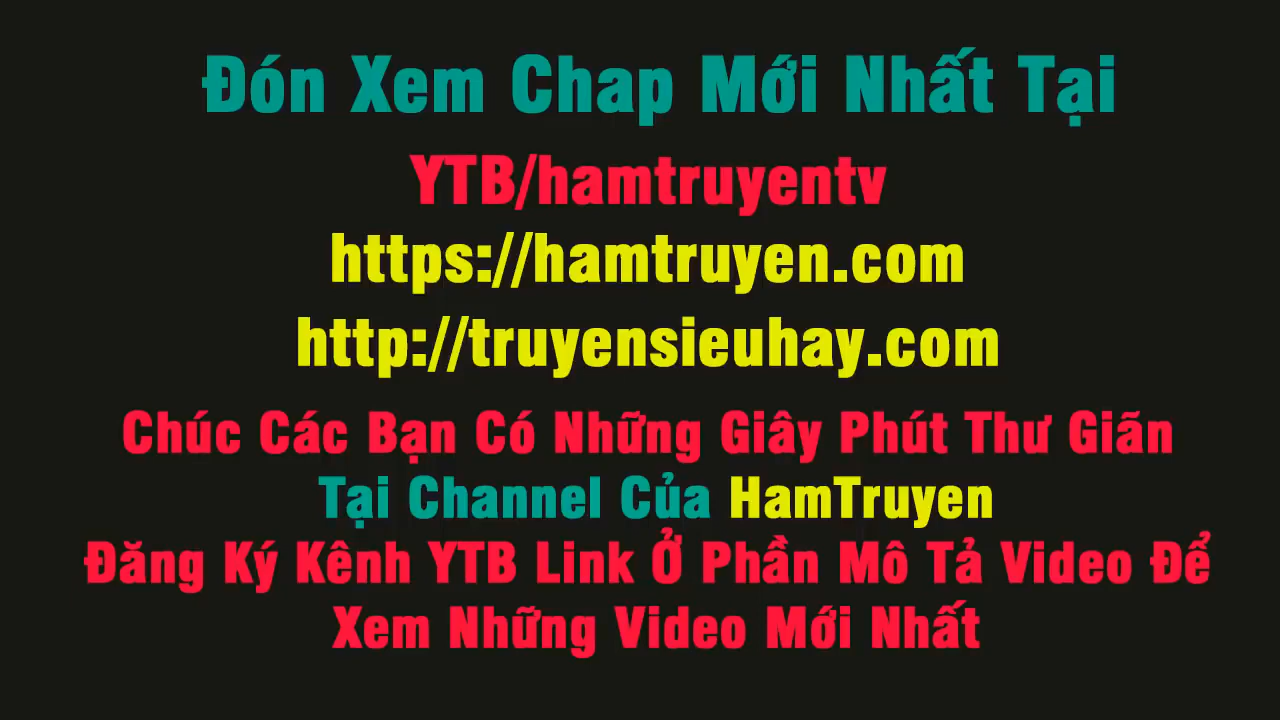 Đón Xem Chap Mới Nhất Tại
YTB/hamtruyentv
https://hamtruyen.com
http://truyensieuhay.com
Chúc Các Bạn Có Những Giây Phút Thư Giãn
Tại Channel Của HamTruyen
Đăng Ký Kênh YTB Link Ở Phần Mô Tả Video Để
Xem Những Video Mới Nhất